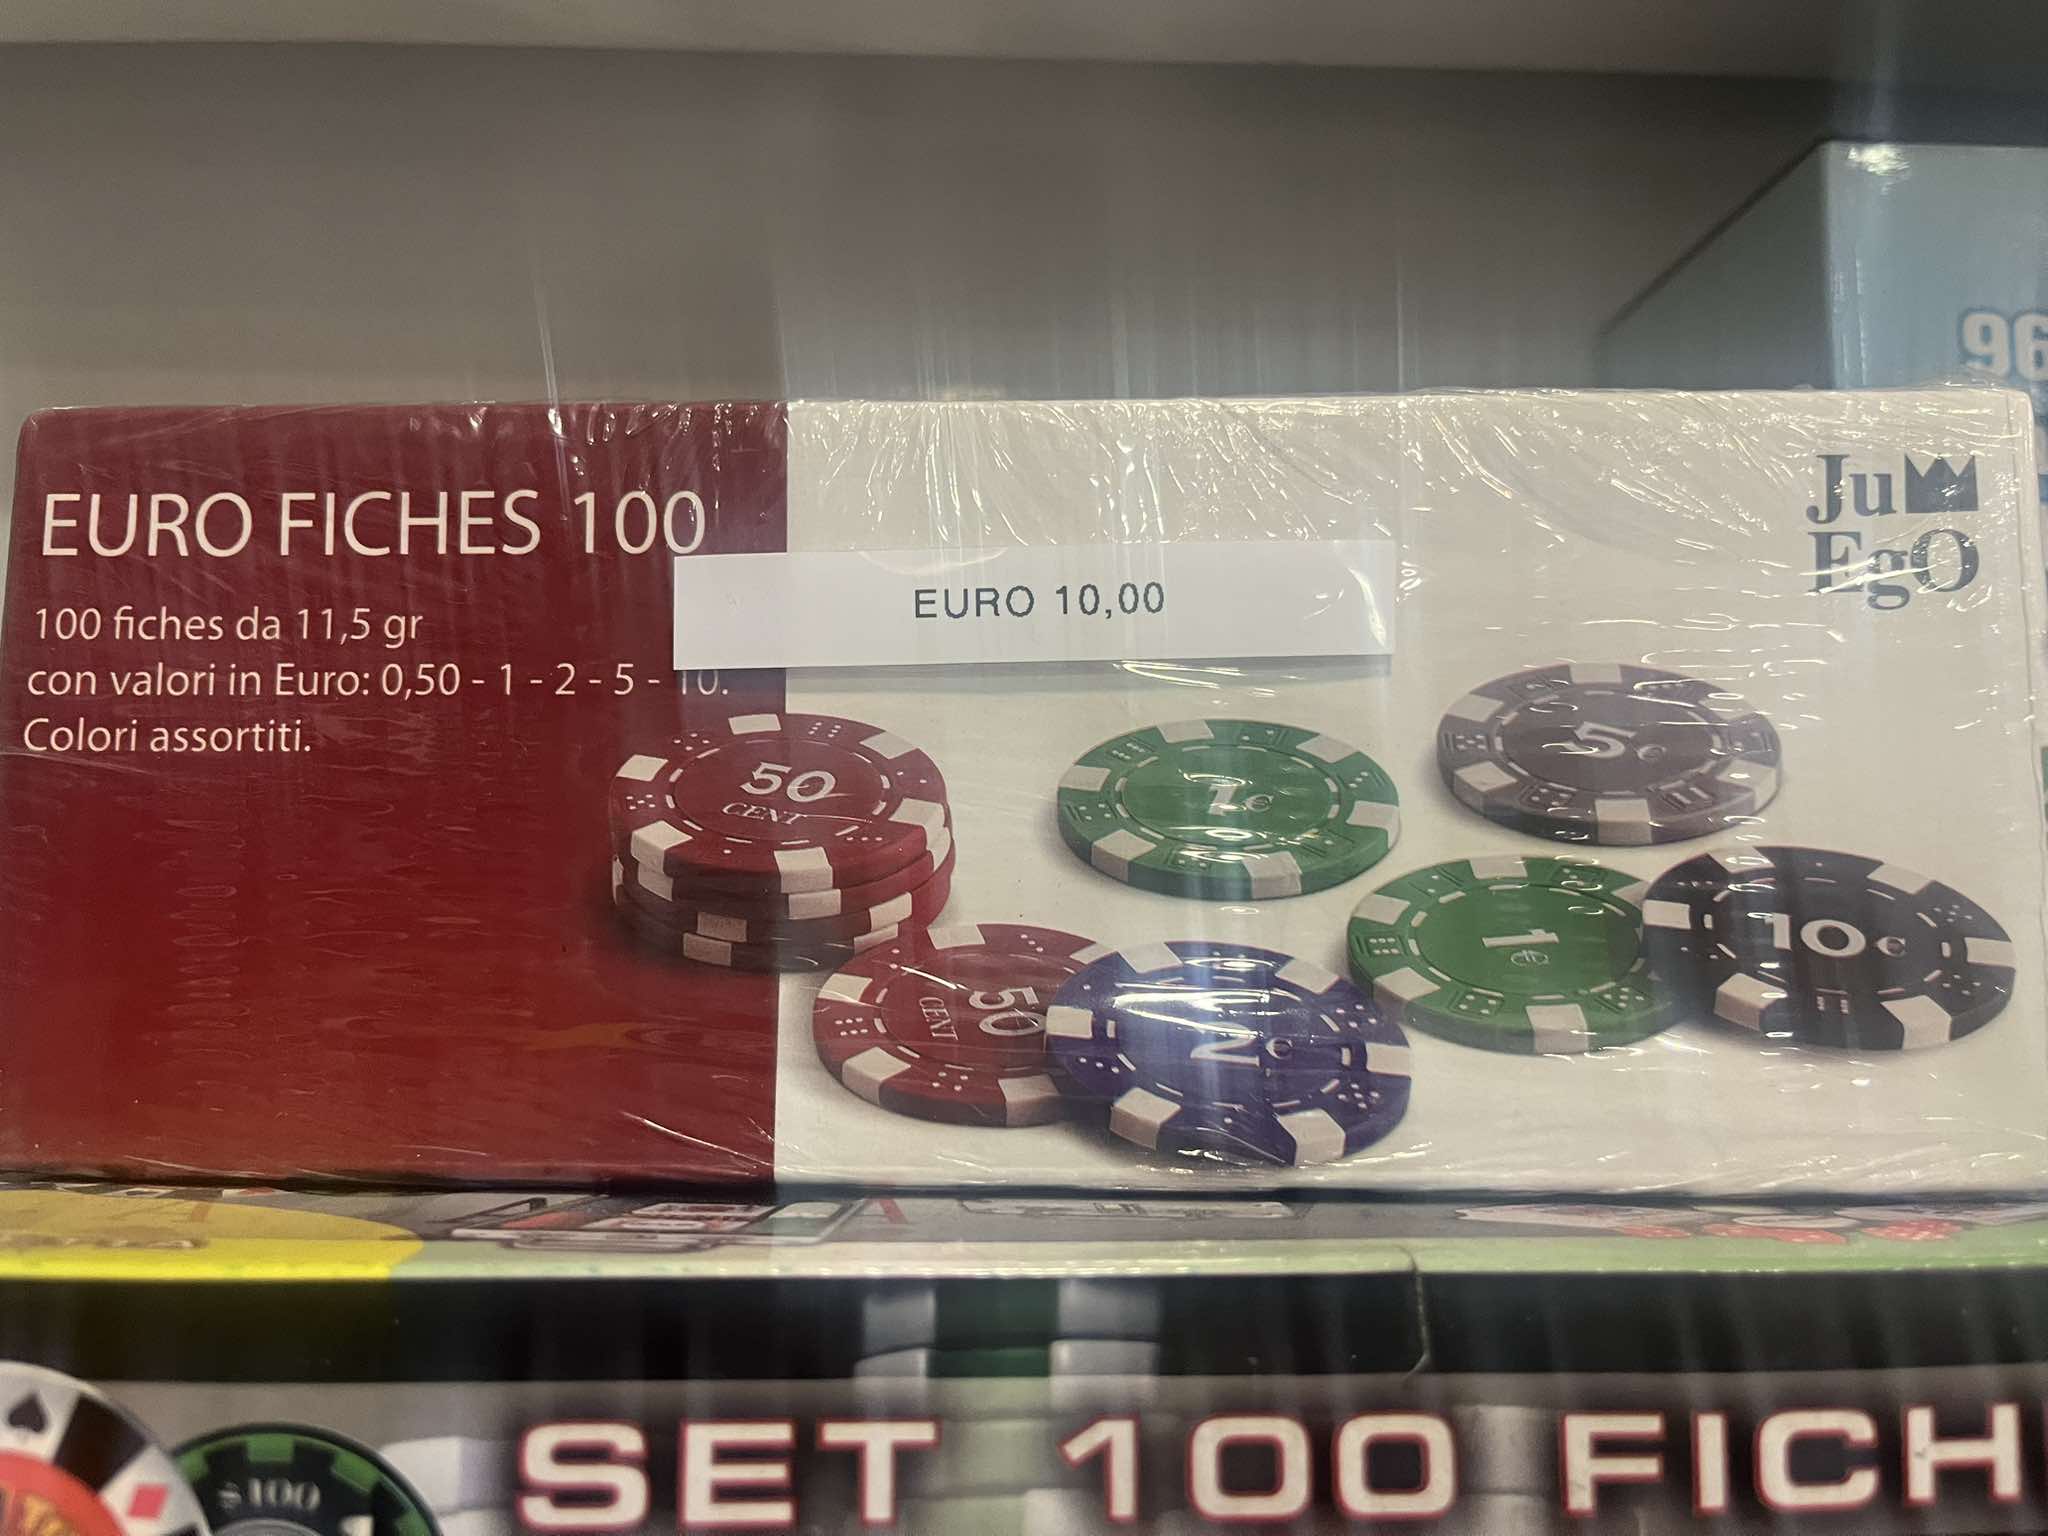 96
EURO FICHES 100
Ju
EgO
EURO 10,00
100 fiches da 11,5 gr
con valori in Euro: 0,50 - 1 - 2 - 5 - 10.
Colori assortiti.
50
CENT
1€
5€
50
CENT
2€
1€
10€
SET 100 FICH
$100